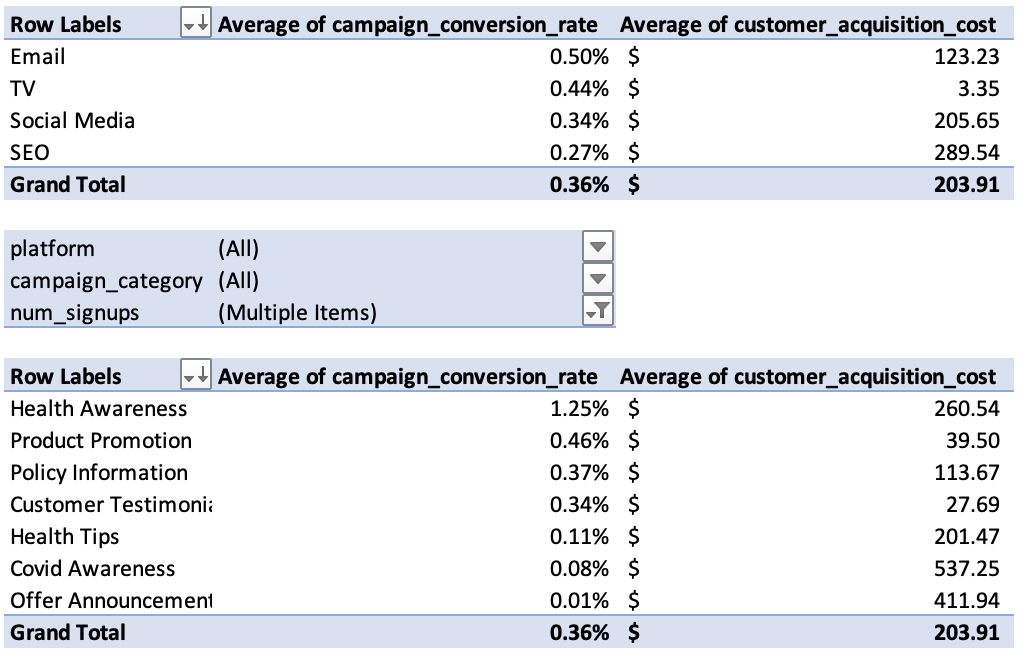 Row Labels Average of campaign_conversion_rate Average of customer_acquisition_cost
Email 0.50% $ 123.23
TV 0.44% $ 3.35
Social Media 0.34% $ 205.65
SEO 0.27% $ 289.54
Grand Total 0.36% $ 203.91
platform (All)
campaign_category (All)
num_signups (Multiple Items)
Row Labels Average of campaign_conversion_rate Average of customer_acquisition_cost
Health Awareness 1.25% $ 260.54
Product Promotion 0.46% $ 39.50
Policy Information 0.37% $ 113.67
Customer Testimonia 0.34% $ 27.69
Health Tips 0.11% $ 201.47
Covid Awareness 0.08% $ 537.25
Offer Announcement 0.01% $ 411.94
Grand Total 0.36% $ 203.91